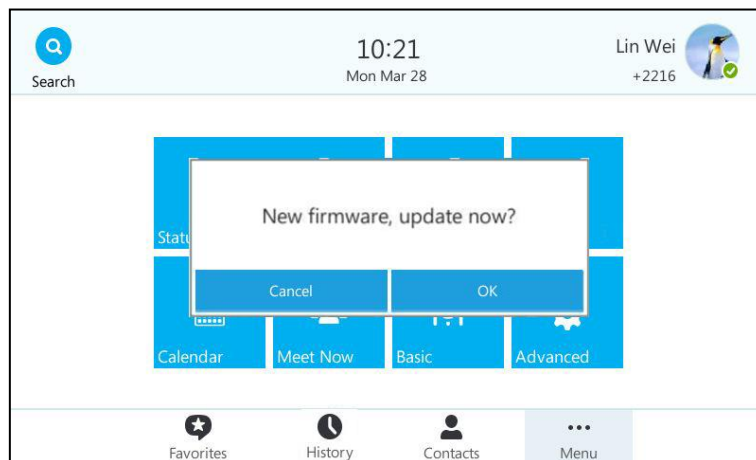 10:21
Lin Wei
Search
Mon Mar 28
+2216
New firmware, update now?
Cancel
OK
Calendar
Meet Now
Basic
Advanced
Favorites
History
Contacts
Menu